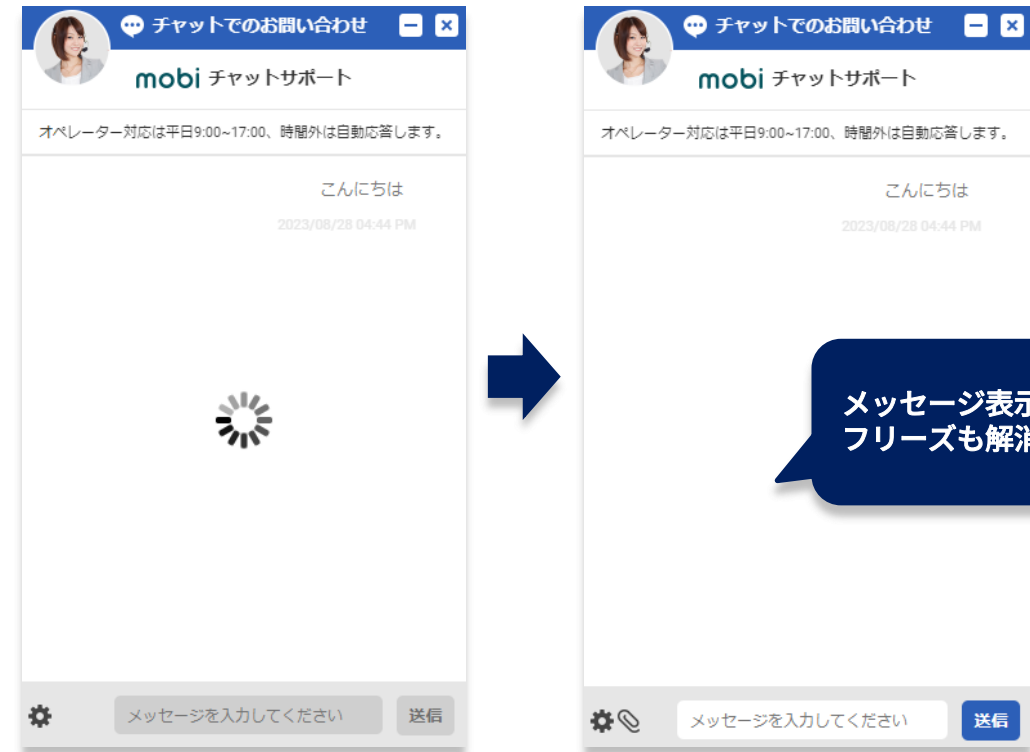 チャットでのお問い合わせ
mobi チャットサポート
オペレーター対応は平日9:00~17:00、時間外は自動応答します。
こんにちは
2023/08/28 04:44 PM
メッセージを入力してください
送信
チャットでのお問い合わせ
mobi チャットサポート
オペレーター対応は平日9:00~17:00、時間外は自動応答します。
こんにちは
2023/08/28 04:44 PM
メッセージ表示
フリーズも解消
メッセージを入力してください
送信